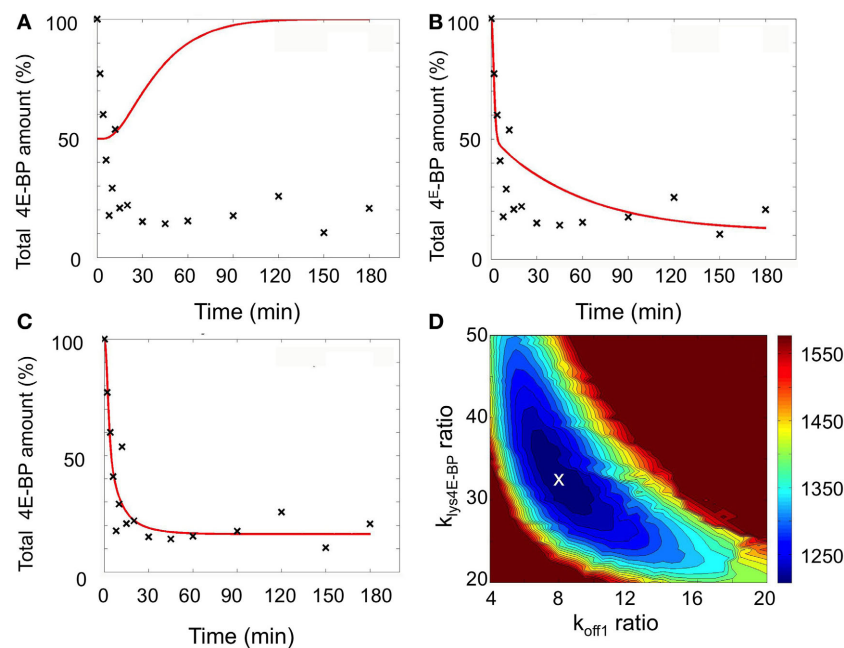 A
Total 4E-BP amount (%)
100
50
0
0 30 60 90 120 150 180
Time (min)
B
Total 4ᴱ-BP amount (%)
100
50
0
0 30 60 90 120 150 180
Time (min)
C
Total 4E-BP amount (%)
100
50
0
0 30 60 90 120 150 180
Time (min)
D
klys4E-BP ratio
50
40
30
20
4 8 12 16 20
koff1 ratio
X
1550
1450
1350
1250